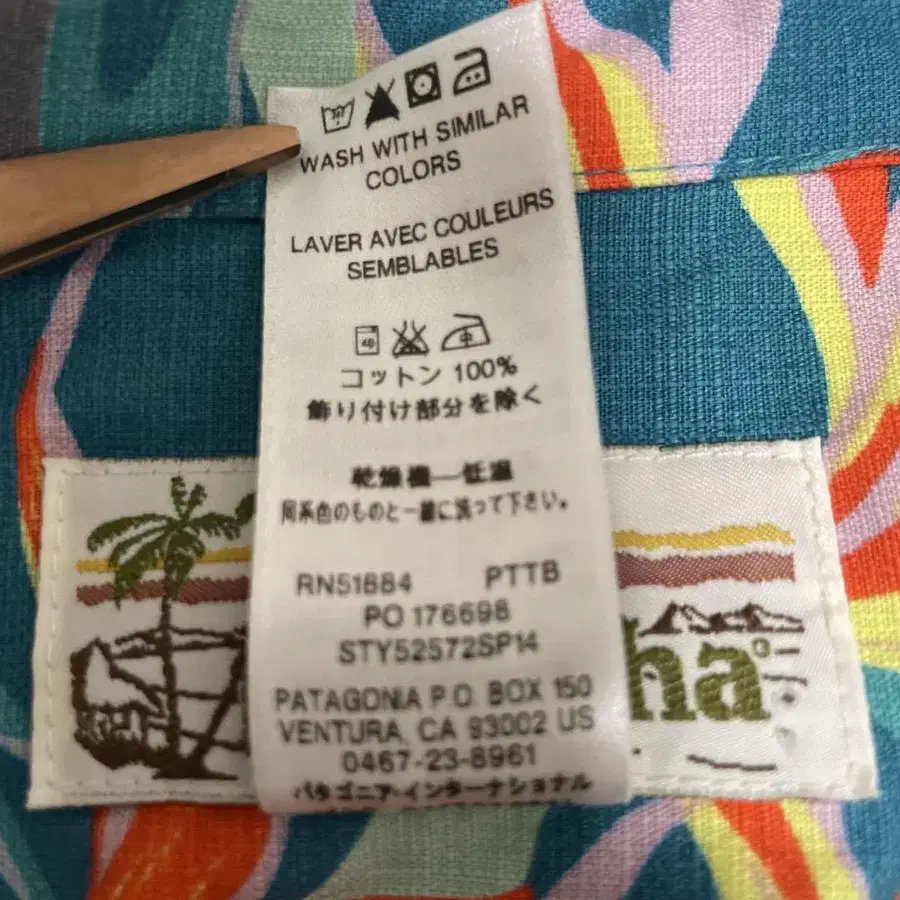 WASH WITH SIMILAR
COLORS
LAVER AVEC COULEURS
SEMBLABLES
40
コットン 100%
飾り付け部分を除く
乾燥機—低温
同系色のものと一緒に洗って下さい。
RN51884 PTTB
PO 176698
STY52572SP14
ha
PATAGONIA P.O. BOX 150
VENTURA, CA 93002 US
0467-23-8961
パタゴニア・インターナショナル